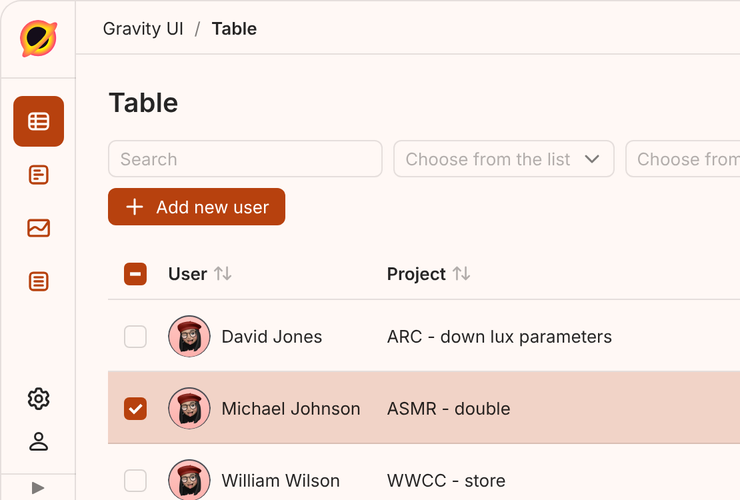 Gravity UI / Table
Table
Search
Choose from the list
Choose from
Add new user
User Project
David Jones ARC - down lux parameters
Michael Johnson ASMR - double
William Wilson WWCC - store